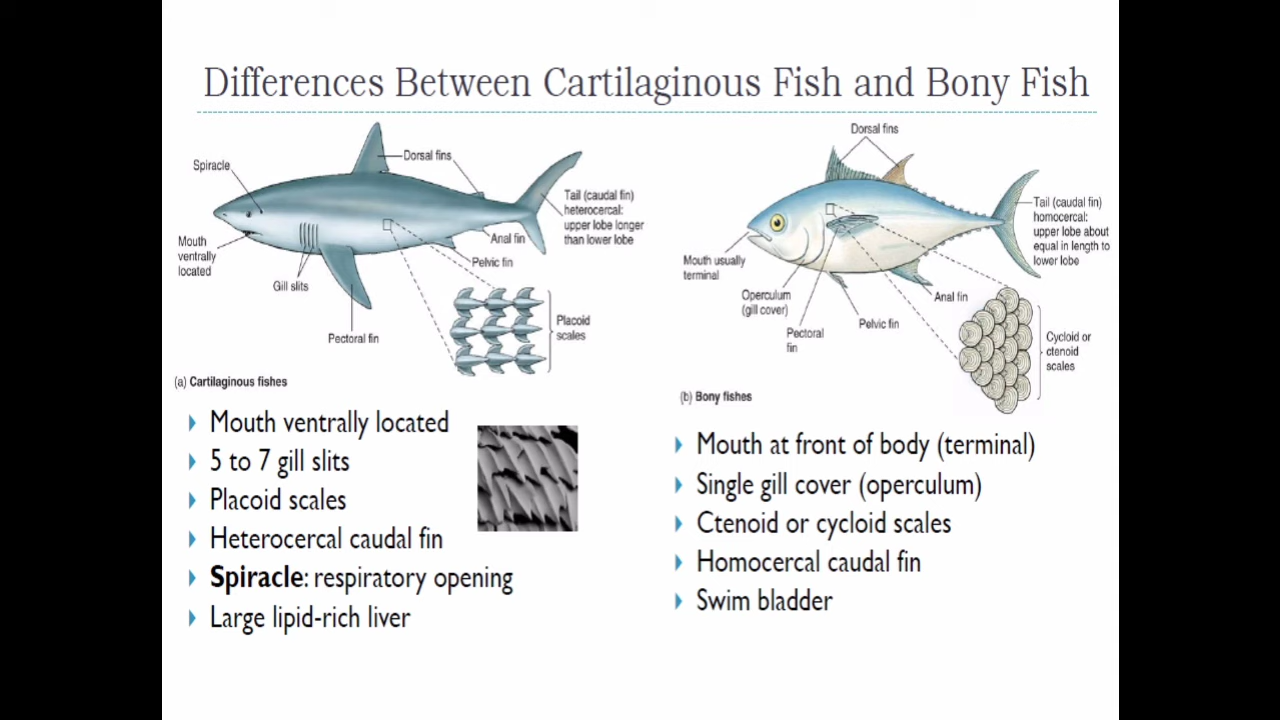 Differences Between Cartilaginous Fish and Bony Fish
Spiracle
Dorsal fins
Tail (caudal fin)
heterocercal:
upper lobe longer
than lower lobe
Mouth
ventrally
located
Gill slits
Anal fin
Pelvic fin
Pectoral fin
Placoid
scales
(a) Cartilaginous fishes
Dorsal fins
Tail (caudal fin)
homocercal:
upper lobe about
equal in length to
lower lobe
Mouth usually
terminal
Operculum
(gill cover)
Pectoral
fin
Pelvic fin
Anal fin
Cycloid or
ctenoid
scales
(b) Bony fishes
Mouth ventrally located
5 to 7 gill slits
Placoid scales
Heterocercal caudal fin
Spiracle: respiratory opening
Large lipid-rich liver
Mouth at front of body (terminal)
Single gill cover (operculum)
Ctenoid or cycloid scales
Homocercal caudal fin
Swim bladder